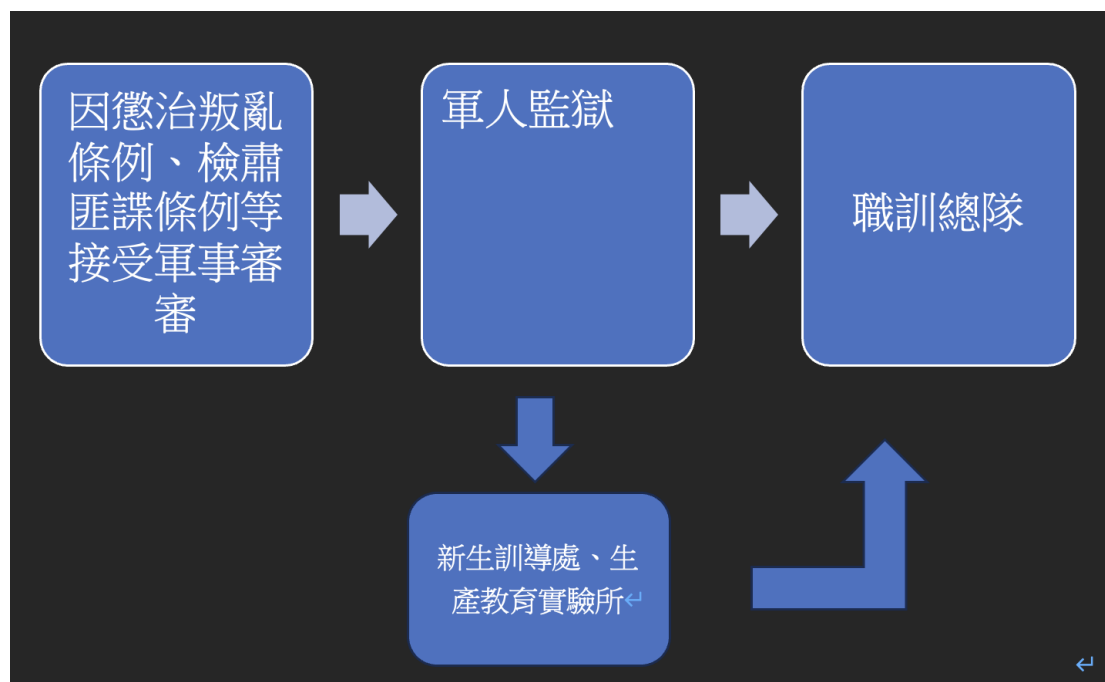 因懲治叛亂
條例、檢肅
匪諜條例等
接受軍事審
審
軍人監獄
職訓總隊
新生訓導處、生
產教育實驗所